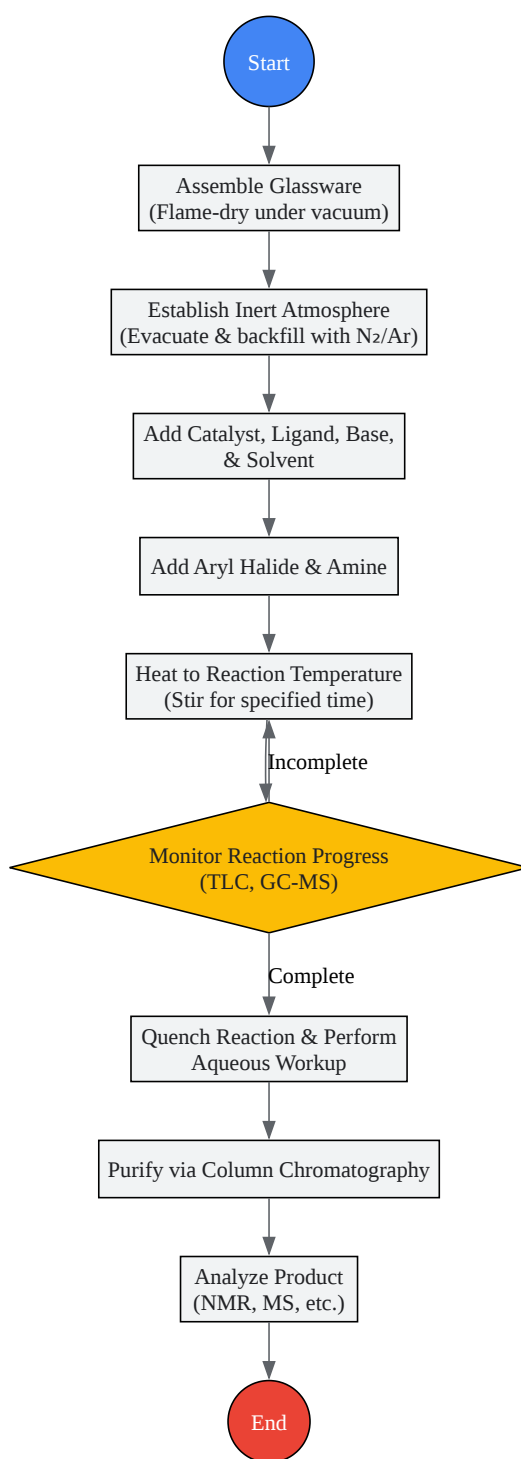 Start
Assemble Glassware
(Flame-dry under vacuum)
Establish Inert Atmosphere
(Evacuate & backfill with N₂/Ar)
Add Catalyst, Ligand, Base,
& Solvent
Add Aryl Halide & Amine
Heat to Reaction Temperature
(Stir for specified time)
Incomplete
Monitor Reaction Progress
(TLC, GC-MS)
Complete
Quench Reaction & Perform
Aqueous Workup
Purify via Column Chromatography
Analyze Product
(NMR, MS, etc.)
End